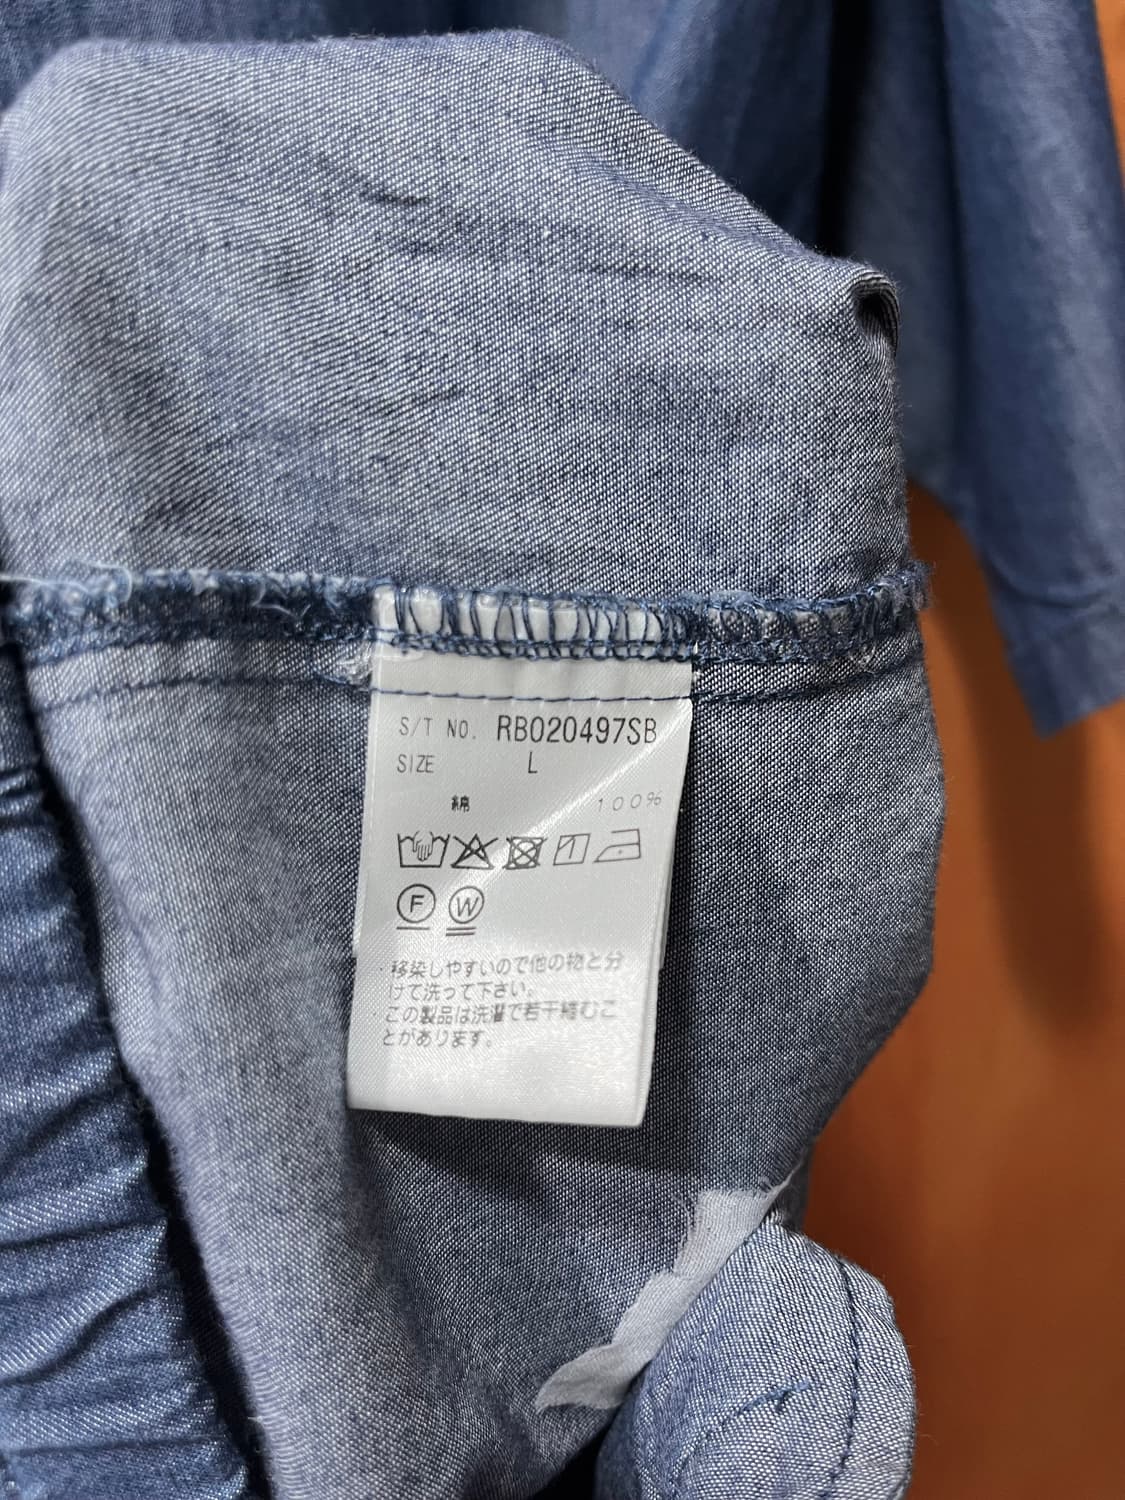 S/T NO. RB020497SB
SIZE L
綿 100%
F W
・移染しやすいので他の物と分
けて洗って下さい。
・この製品は洗濯で若干縮むこ
とがあります。